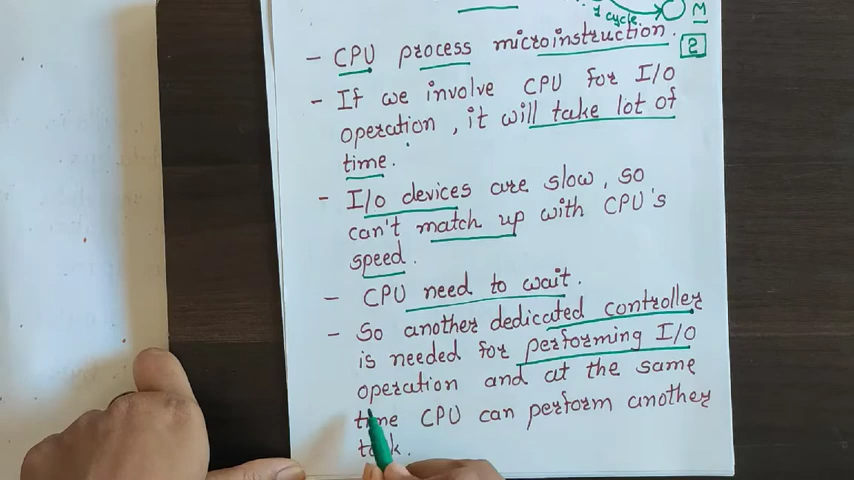 y cycle. M
2
- CPU process microinstruction.
- If we involve CPU for I/O
operation, it will take lot of
time.
- I/o devices are slow, so
can't match up with CPU's
speed.
- CPU need to wait.
- So another dedicated controller
is needed for performing I/O
operation and at the same
time CPU can perform another
task.